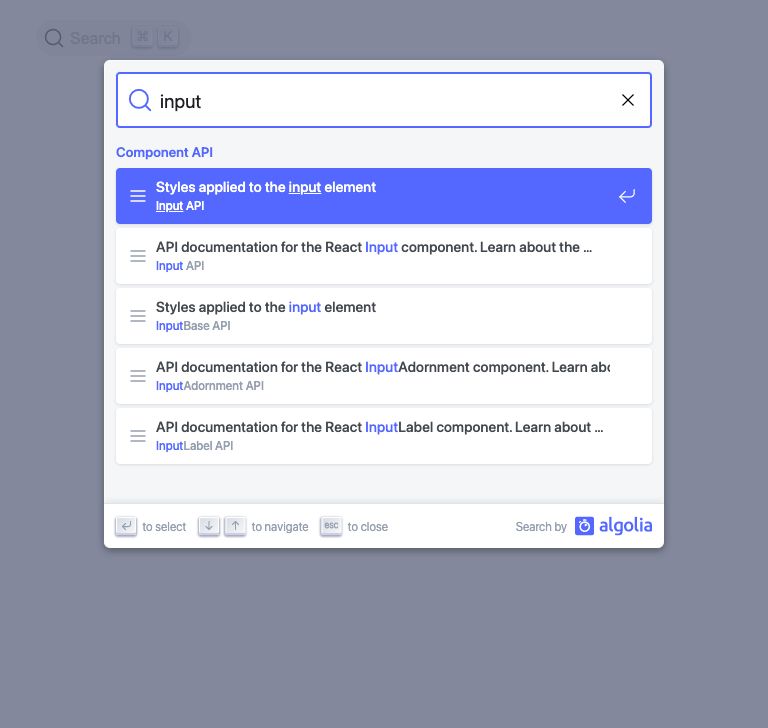 Search ⌘ K
input
Component API
Styles applied to the input element
Input API
API documentation for the React Input component. Learn about the ...
Input API
Styles applied to the input element
InputBase API
API documentation for the React InputAdornment component. Learn abo
InputAdornment API
API documentation for the React InputLabel component. Learn about ...
InputLabel API
to select to navigate esc to close Search by algolia